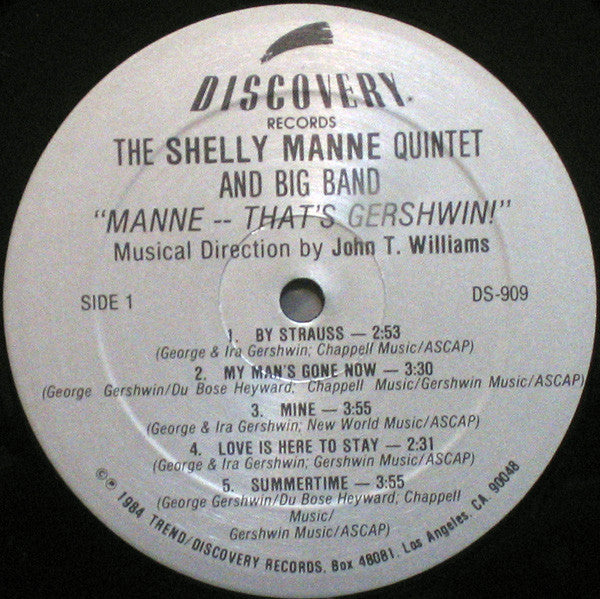 DISCOVERY.
RECORDS
THE SHELLY MANNE QUINTET
AND BIG BAND
"MANNE -- THAT'S GERSHWIN!"
Musical Direction by John T. Williams
SIDE 1
DS-909
1. BY STRAUSS — 2:53
(George & Ira Gershwin; Chappell Music/ASCAP)
2. MY MAN'S GONE NOW — 3:30
(George Gershwin/Du Bose Heyward; Chappell Music/Gershwin Music/ASCAP)
3. MINE — 3:55
(George & Ira Gershwin; New World Music/ASCAP)
4. LOVE IS HERE TO STAY — 2:31
(George & Ira Gershwin; Gershwin Music/ASCAP)
5. SUMMERTIME — 3:55
(George Gershwin/Du Bose Heyward, Chappell
Music/
Gershwin Music/ASCAP)
©℗ 1984 TREND/DISCOVERY RECORDS. Box 48081. Los Angeles, CA. 90048